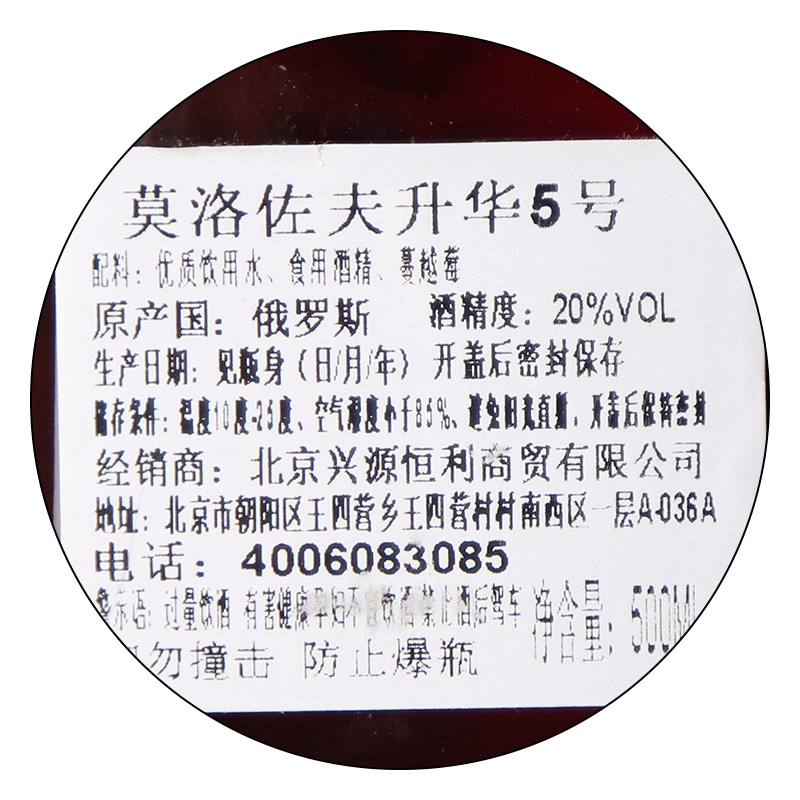 莫洛佐夫升华5号
配料：优质饮用水、食用酒精、蔓越莓
原产国：俄罗斯 酒精度：20%VOL
生产日期：见瓶身（日/月/年） 开盖后密封保存
储存条件：温度10度-25度、空气湿度小于85%、避免阳光直射，开盖后保持密封
经销商：北京兴源恒利商贸有限公司
地址：北京市朝阳区王四营乡王四营村村南西区一层A-036A
电话：4006083085
警示语：过量饮酒 有害健康孕妇不宜饮酒 禁止酒后驾车 净含量：500ML
切勿撞击 防止爆瓶